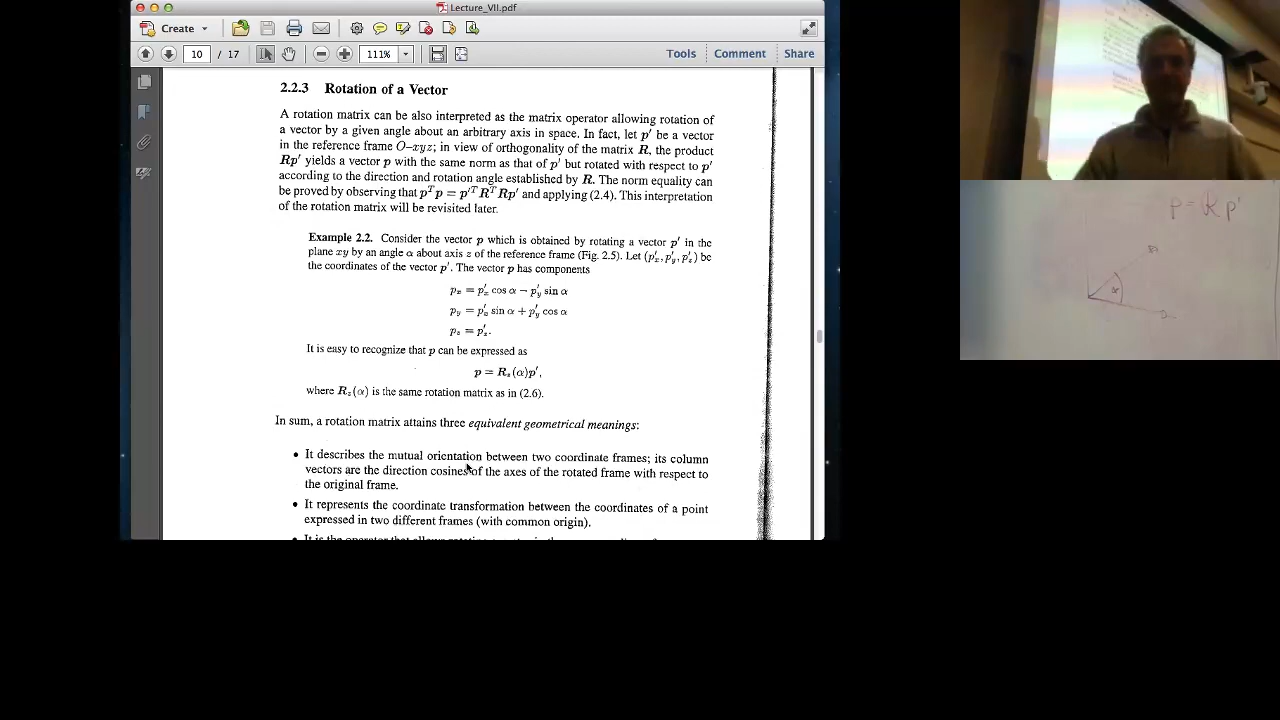 Lecture_VII.pdf
Create
10 / 17
111%
Tools Comment Share
2.2.3 Rotation of a Vector
A rotation matrix can be also interpreted as the matrix operator allowing rotation of
a vector by a given angle about an arbitrary axis in space. In fact, let p′ be a vector
in the reference frame O–xyz; in view of orthogonality of the matrix R, the product
Rp′ yields a vector p with the same norm as that of p′ but rotated with respect to p′
according to the direction and rotation angle established by R. The norm equality can
be proved by observing that pᵀp = p′ᵀRᵀRp′ and applying (2.4). This interpretation
of the rotation matrix will be revisited later.
Example 2.2. Consider the vector p which is obtained by rotating a vector p′ in the
plane xy by an angle α about axis z of the reference frame (Fig. 2.5). Let (p′x, p′y, p′z) be
the coordinates of the vector p′. The vector p has components
px = p′x cos α − p′y sin α
py = p′x sin α + p′y cos α
pz = p′z.
It is easy to recognize that p can be expressed as
p = Rz(α)p′,
where Rz(α) is the same rotation matrix as in (2.6).
In sum, a rotation matrix attains three equivalent geometrical meanings:
• It describes the mutual orientation between two coordinate frames; its column
vectors are the direction cosines of the axes of the rotated frame with respect to
the original frame.
• It represents the coordinate transformation between the coordinates of a point
expressed in two different frames (with common origin).
P = R p′
α